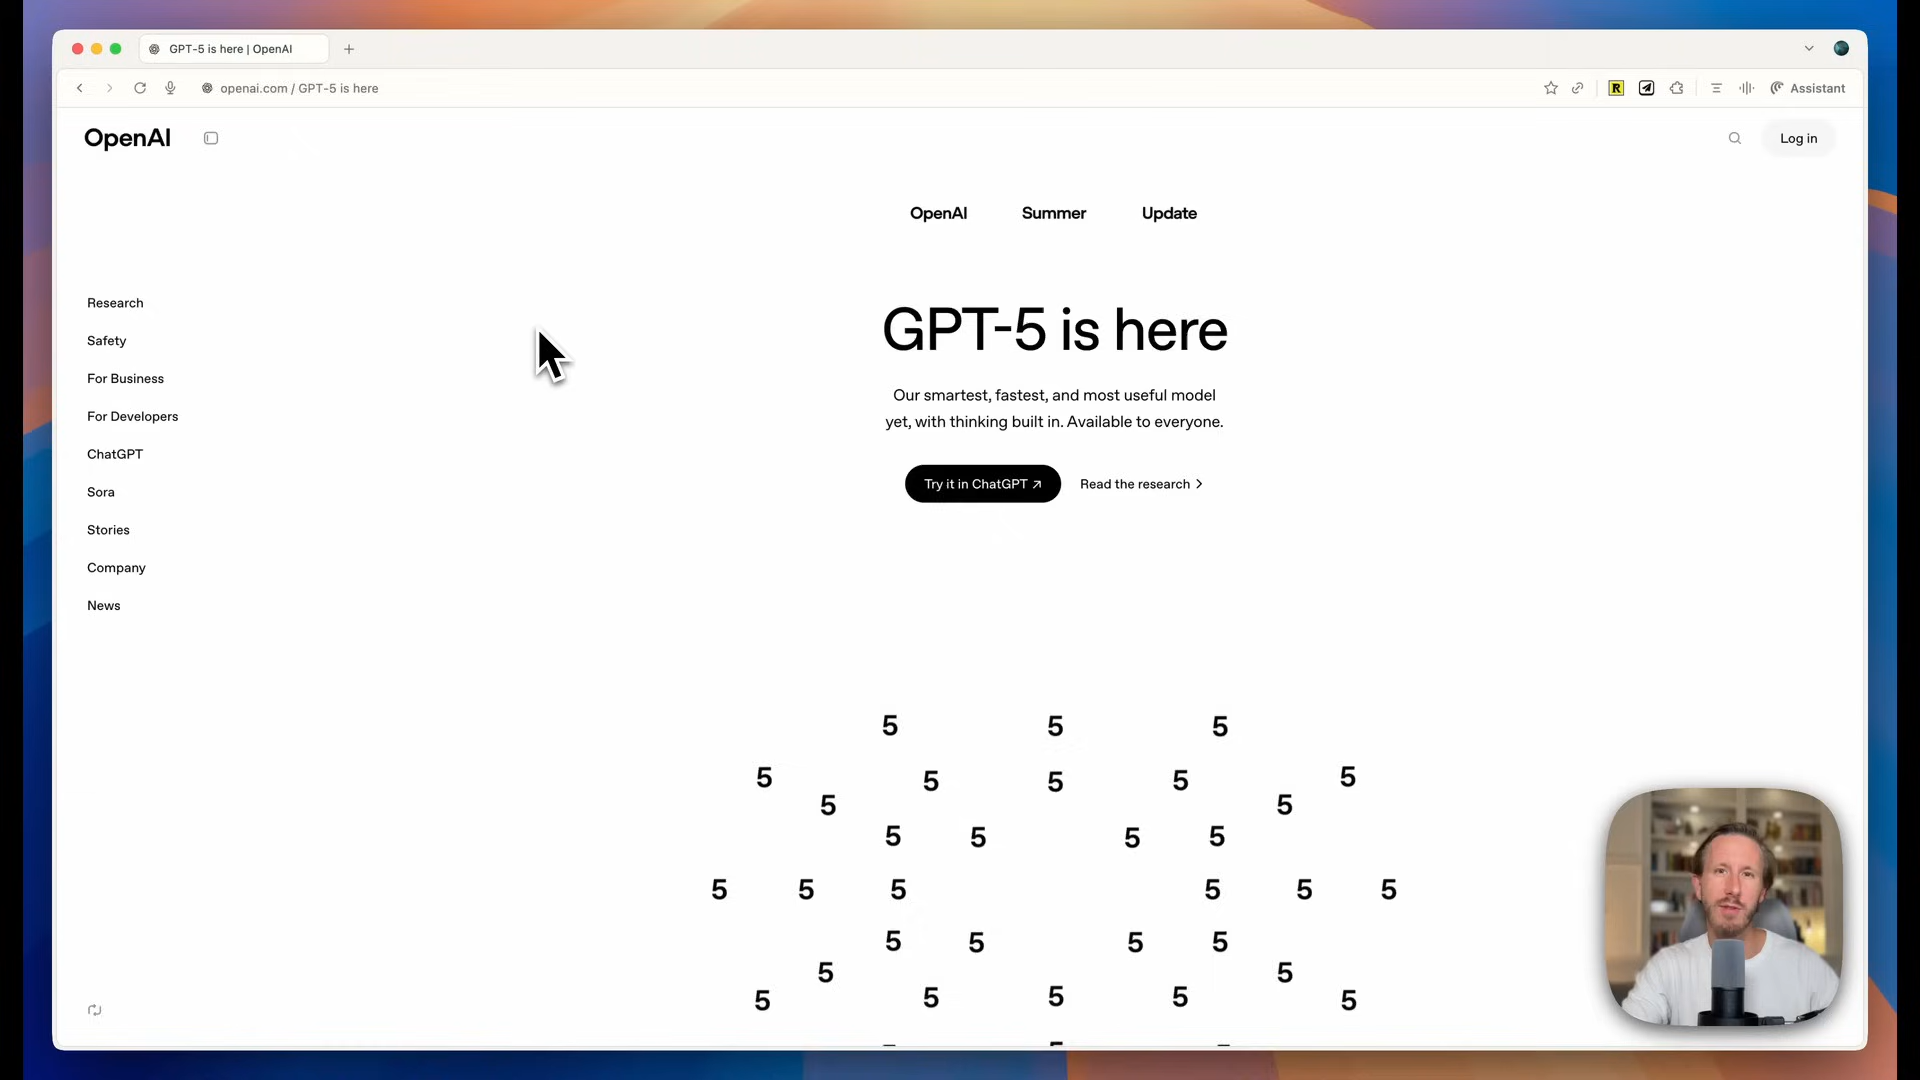 GPT-5 is here | OpenAI
openai.com / GPT-5 is here
R
Assistant
OpenAI
Log in
OpenAI Summer Update
Research
Safety
For Business
For Developers
ChatGPT
Sora
Stories
Company
News
GPT-5 is here
Our smartest, fastest, and most useful model
yet, with thinking built in. Available to everyone.
Try it in ChatGPT ↗
Read the research >
5 5 5
5 5 5 5 5
5 5
5 5 5 5
5 5 5 5 5 5
5 5 5 5
5 5
5 5 5 5 5